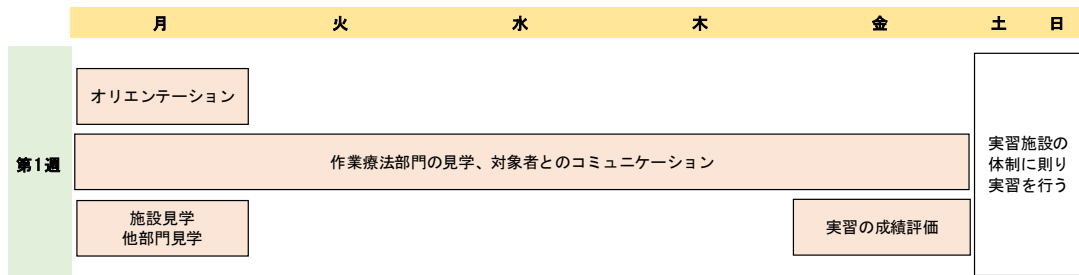 月 火 水 木 金 土 日
第1週
オリエンテーション
作業療法部門の見学、対象者とのコミュニケーション
施設見学
他部門見学
実習の成績評価
実習施設の
体制に則り
実習を行う